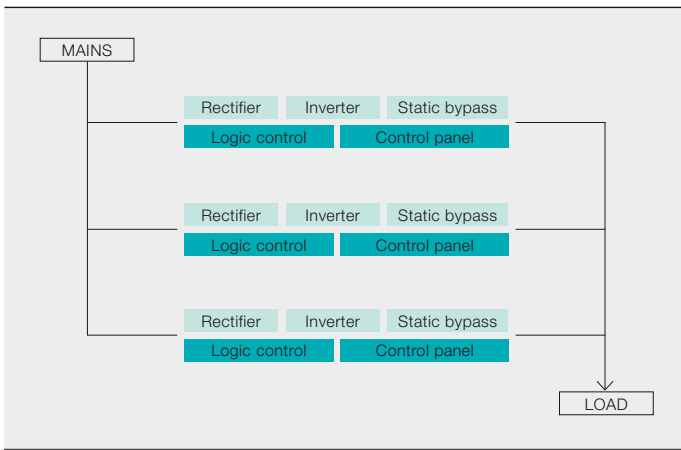 MAINS
Rectifier Inverter Static bypass
Logic control Control panel
Rectifier Inverter Static bypass
Logic control Control panel
Rectifier Inverter Static bypass
Logic control Control panel
LOAD